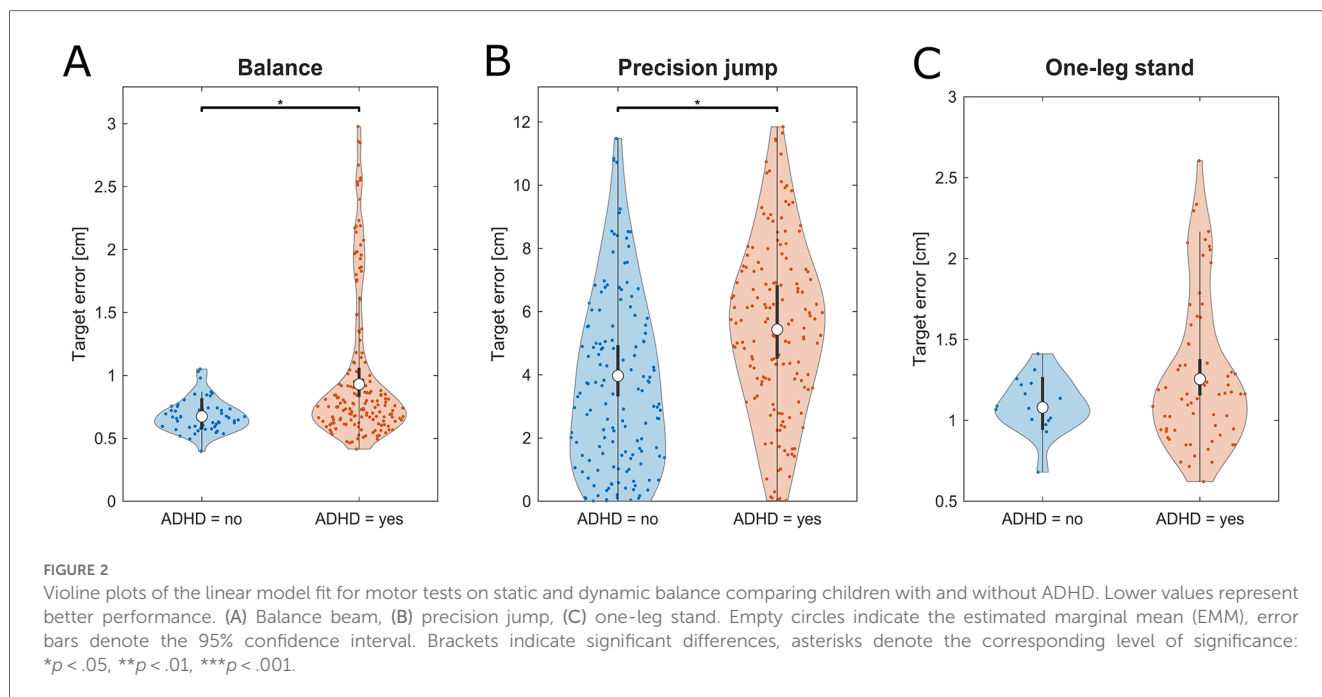 A
Balance
*
Target error [cm]
3
2.5
2
1.5
1
0.5
0
ADHD = no
ADHD = yes
B
Precision jump
*
Target error [cm]
12
10
8
6
4
2
0
ADHD = no
ADHD = yes
C
One-leg stand
Target error [cm]
3
2.5
2
1.5
1
0.5
ADHD = no
ADHD = yes
FIGURE 2
Violine plots of the linear model fit for motor tests on static and dynamic balance comparing children with and without ADHD. Lower values represent
better performance. (A) Balance beam, (B) precision jump, (C) one-leg stand. Empty circles indicate the estimated marginal mean (EMM), error
bars denote the 95% confidence interval. Brackets indicate significant differences, asterisks denote the corresponding level of significance:
*p < .05, **p < .01, ***p < .001.